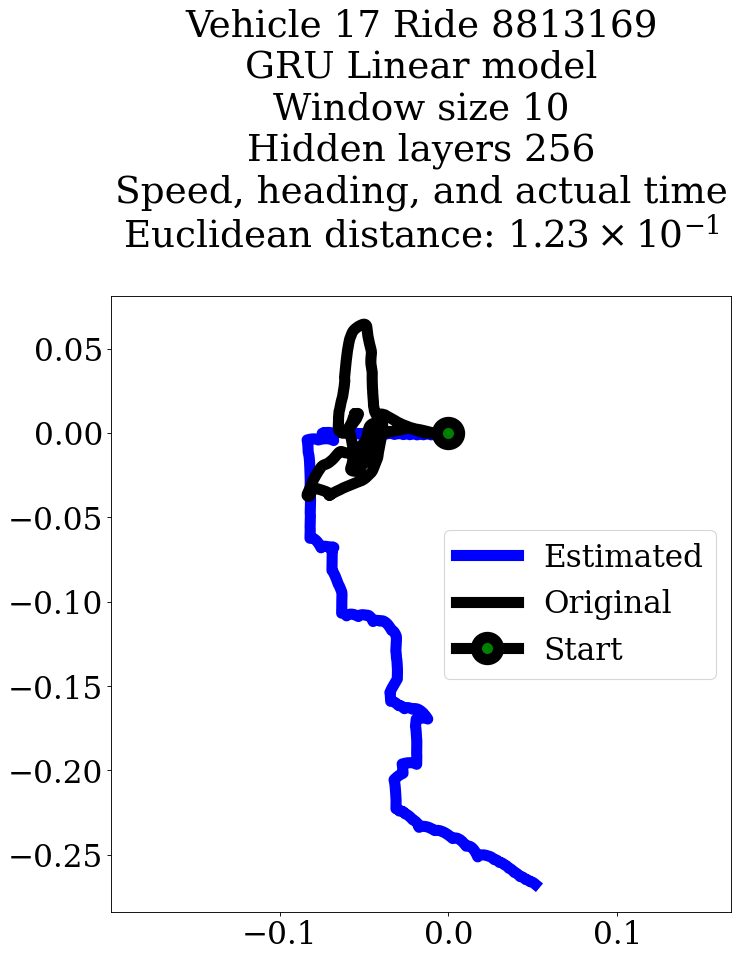 Vehicle 17 Ride 8813169
GRU Linear model
Window size 10
Hidden layers 256
Speed, heading, and actual time
Euclidean distance: 1.23 × 10⁻¹
0.05
0.00
−0.05
−0.10
−0.15
−0.20
−0.25
Estimated
Original
Start
−0.1
0.0
0.1